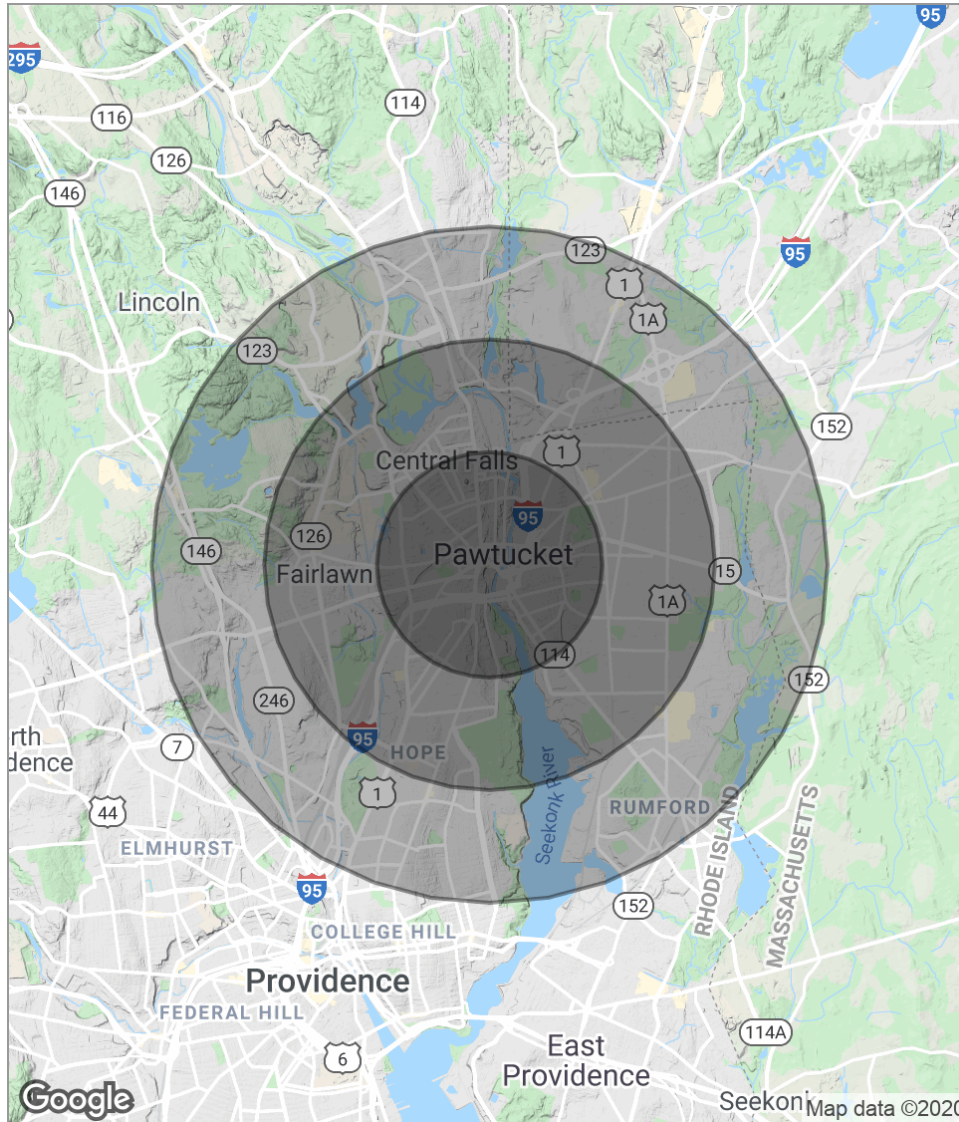 95
295
114
116
126
146
123
95
1
1A
Lincoln
123
152
1
Central Falls
95
126
146
Pawtucket
Fairlawn
15
1A
114
152
246
95
HOPE
7
rth
dence
1
Seekonk River
RUMFORD
44
ELMHURST
RHODE ISLAND
MASSACHUSETTS
95
152
COLLEGE HILL
Providence
FEDERAL HILL
114A
6
East
Providence
Google
Seekonk
Map data ©2020